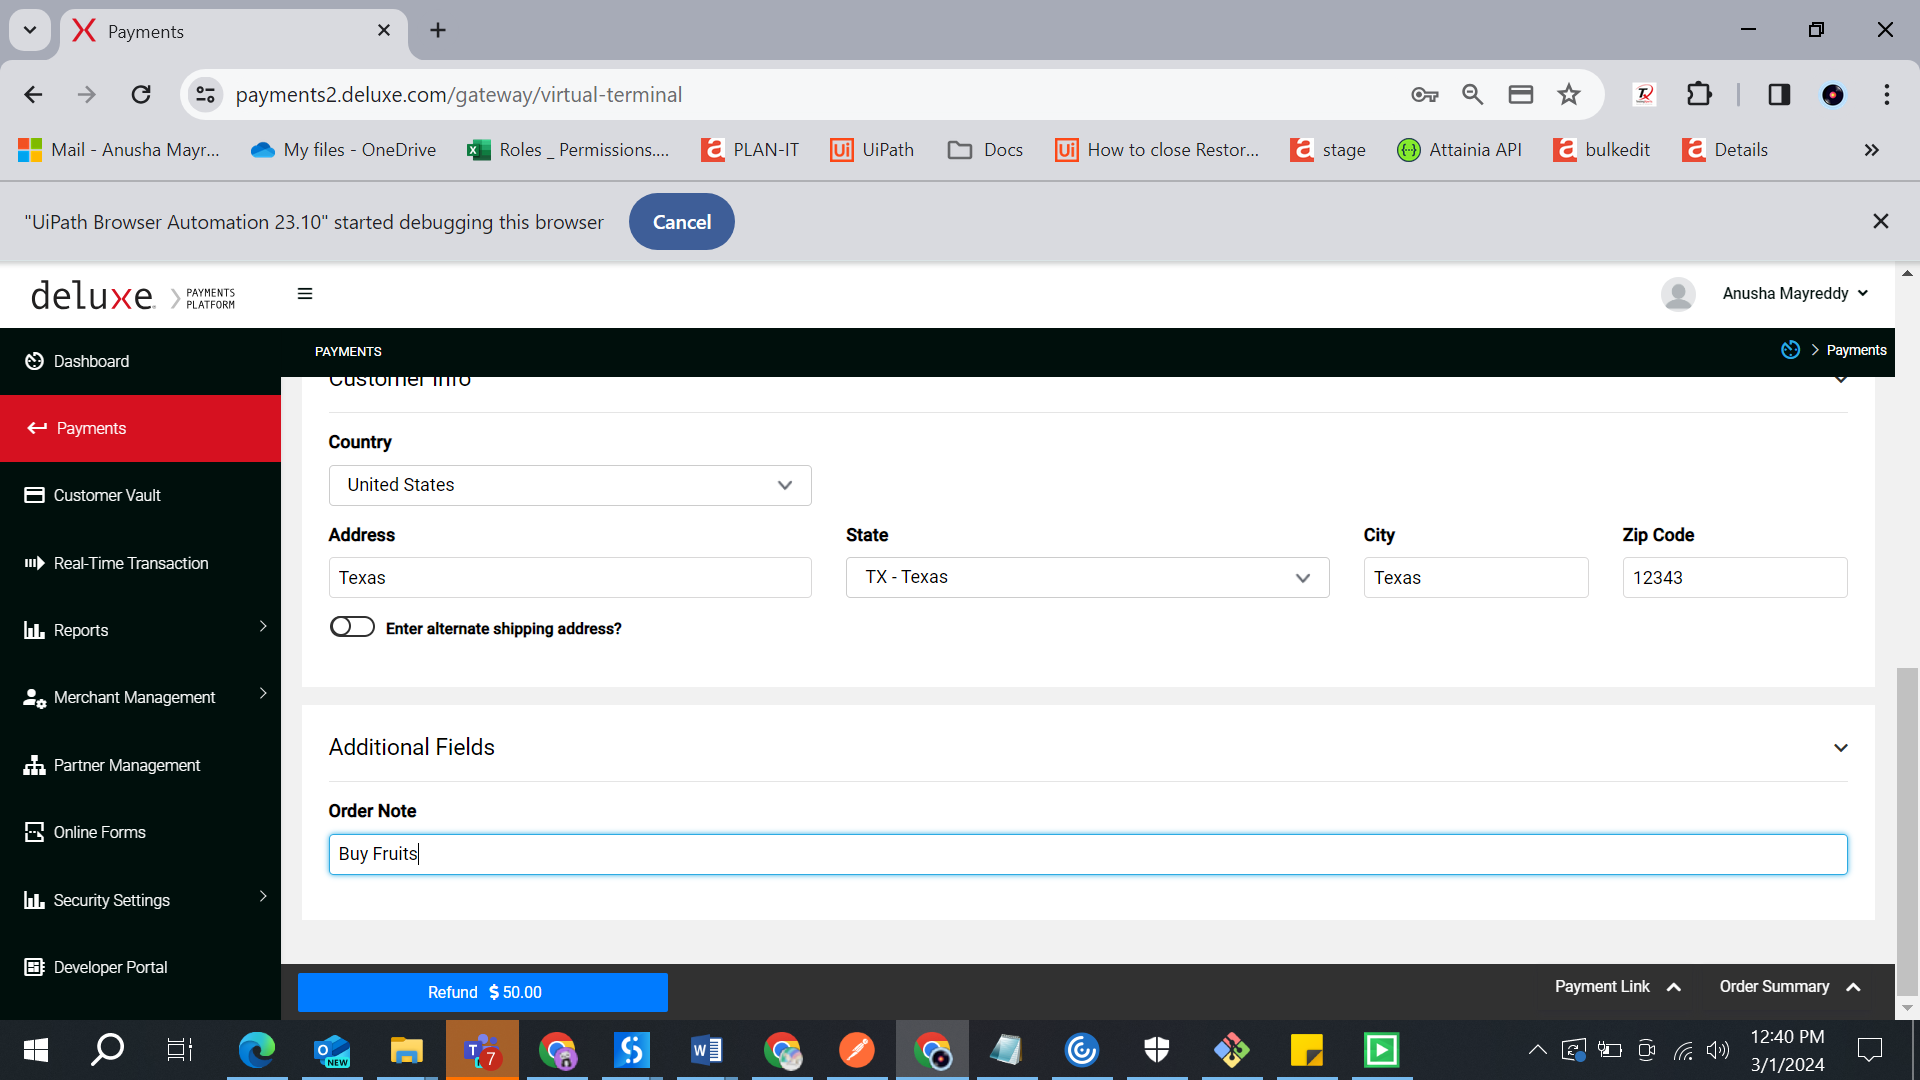 Payments
payments2.deluxe.com/gateway/virtual-terminal
Mail - Anusha Mayr...
My files - OneDrive
Roles _ Permissions....
PLAN-IT
UiPath
Docs
How to close Restor...
stage
Attainia API
bulkedit
Details
"UiPath Browser Automation 23.10" started debugging this browser
Cancel
deluxe. PAYMENTS PLATFORM
Anusha Mayreddy
PAYMENTS
Payments
Dashboard
Payments
Customer Vault
Real-Time Transaction
Reports
Merchant Management
Partner Management
Online Forms
Security Settings
Developer Portal
Customer Info
Country
United States
Address
State
City
Zip Code
Texas
TX - Texas
Texas
12343
Enter alternate shipping address?
Additional Fields
Order Note
Buy Fruits
Refund $ 50.00
Payment Link
Order Summary
NEW
7
12:40 PM
3/1/2024